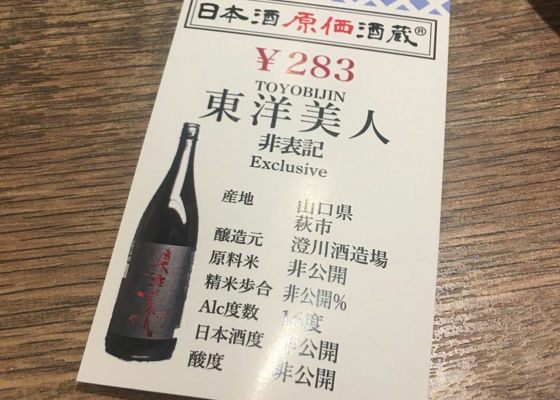 日本酒原価酒蔵®
￥283
TOYOBIJIN
東洋美人
非表記
Exclusive
産地 山口県
萩市
醸造元 澄川酒造場
原料米 非公開
精米歩合 非公開%
Alc度数 16度
日本酒度 非公開
酸度 非公開